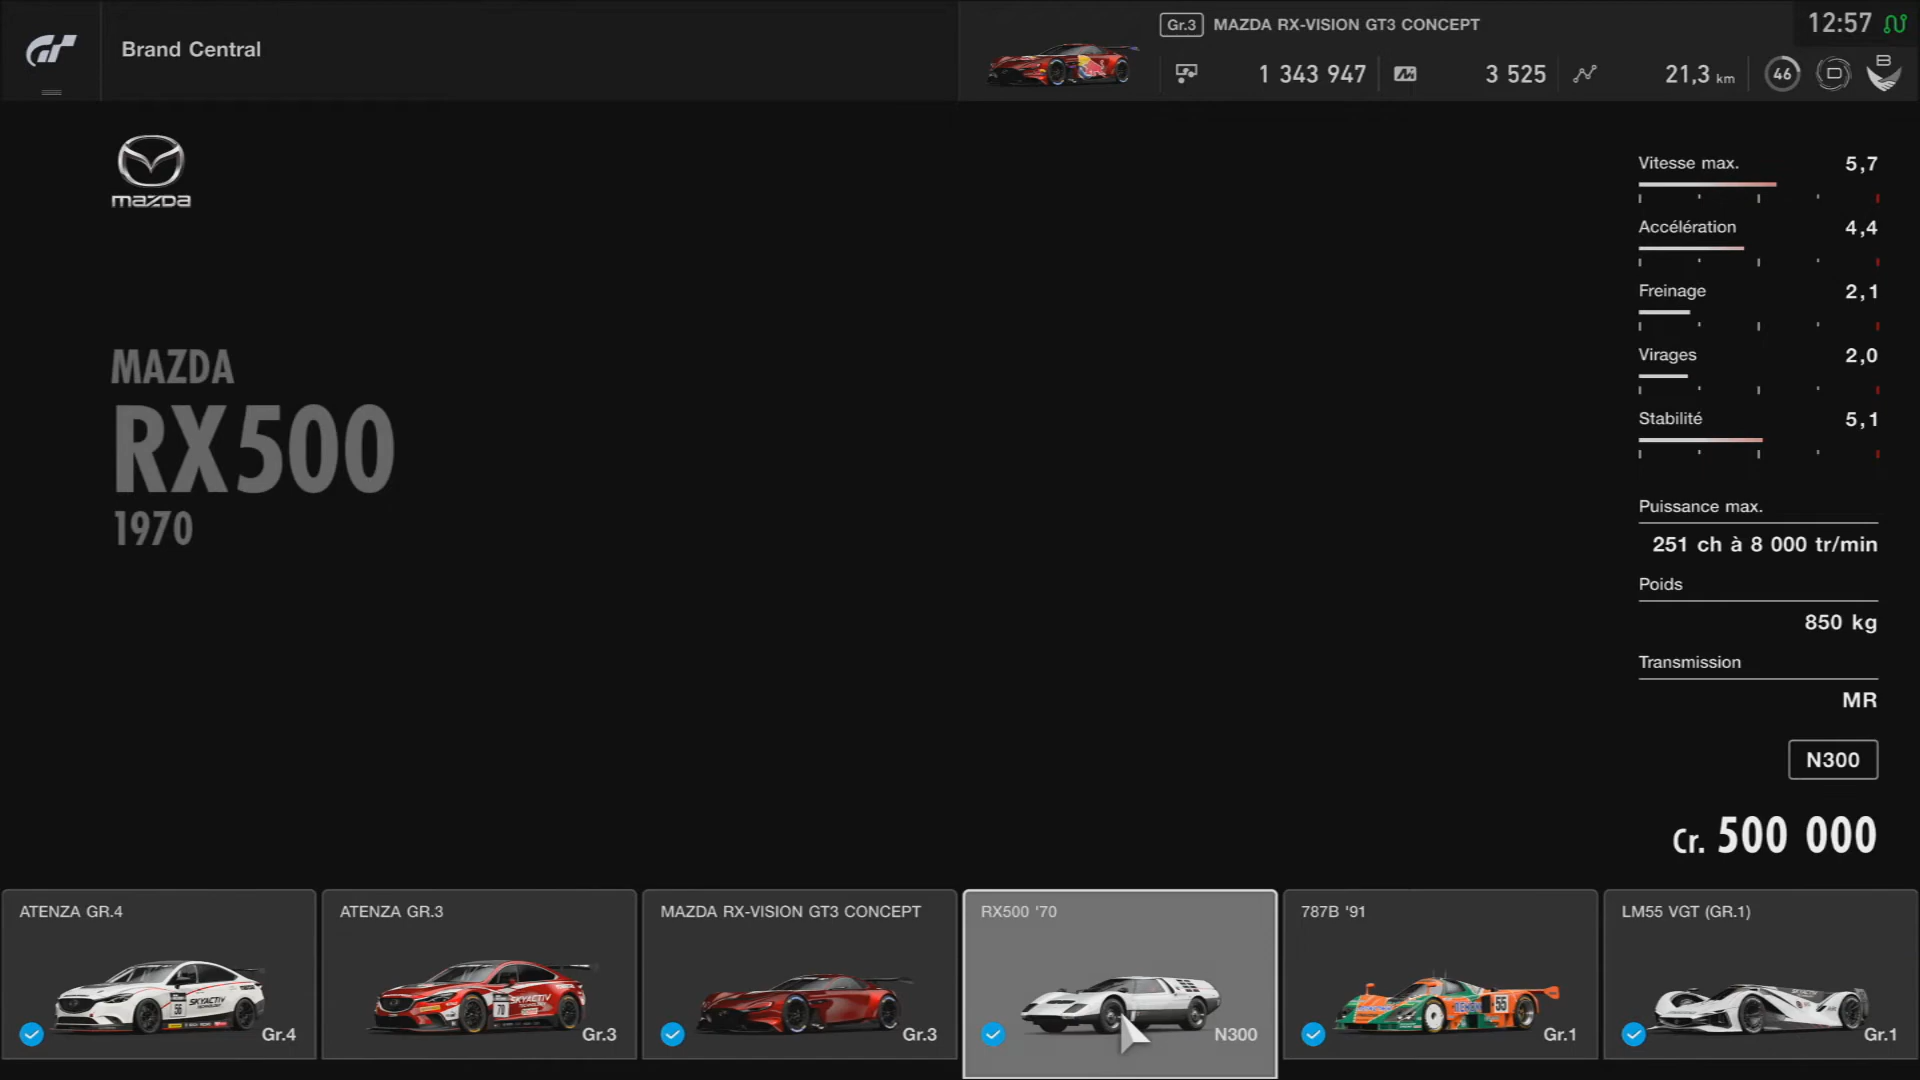 Brand Central
Gr.3 MAZDA RX-VISION GT3 CONCEPT
1 343 947
3 525
21,3 km
46
B
12:57
mazda
MAZDA
RX500
1970
Vitesse max. 5,7
Accélération 4,4
Freinage 2,1
Virages 2,0
Stabilité 5,1
Puissance max.
251 ch à 8 000 tr/min
Poids
850 kg
Transmission
MR
N300
Cr. 500 000
ATENZA GR.4
Gr.4
ATENZA GR.3
Gr.3
MAZDA RX-VISION GT3 CONCEPT
Gr.3
RX500 '70
N300
787B '91
Gr.1
LM55 VGT (GR.1)
Gr.1